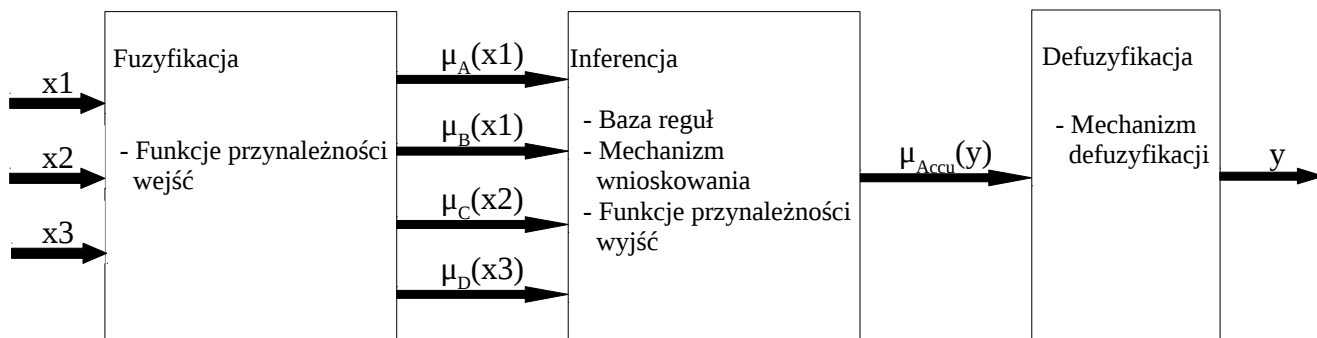 x1
x2
x3
Fuzyfikacja
- Funkcje przynależności
wejść
μA(x1)
μB(x1)
μC(x2)
μD(x3)
Inferencja
- Baza reguł
- Mechanizm
wnioskowania
- Funkcje przynależności
wyjść
μAccu(y)
Defuzyfikacja
- Mechanizm
defuzyfikacji
y